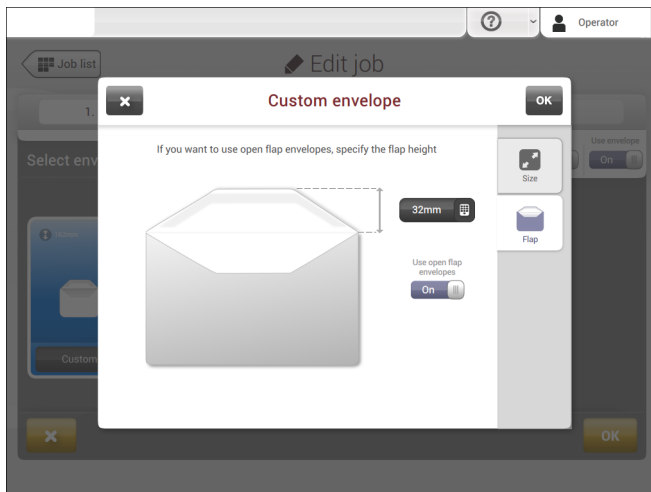 ?
Operator
Job list
Edit job
1.
Custom envelope
OK
If you want to use open flap envelopes, specify the flap height
Use envelope
On
Select env
Size
32mm
Flap
Use open flap
envelopes
On
Custom
OK